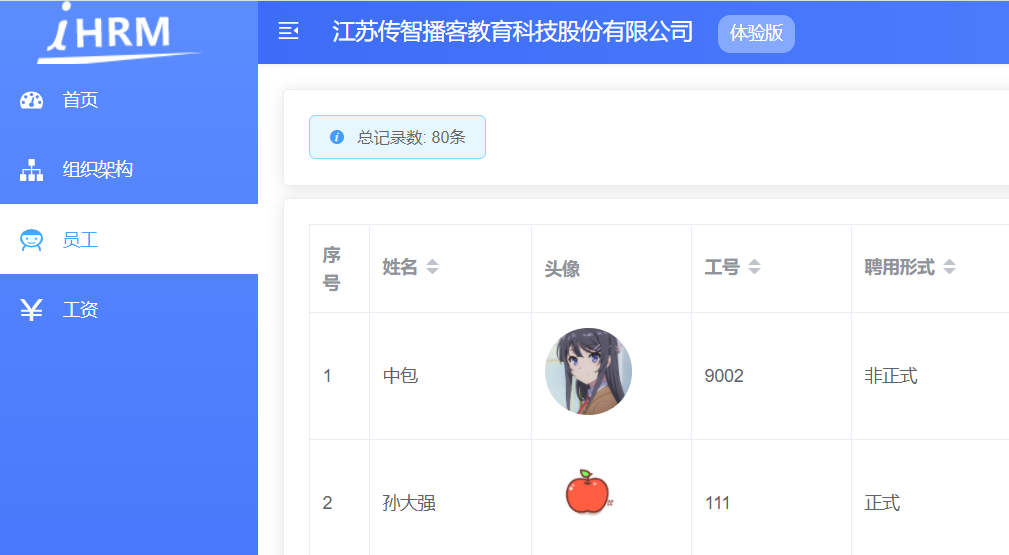 iHRM
江苏传智播客教育科技股份有限公司 体验版
首页
组织架构
员工
工资
总记录数: 80条
序号 姓名 头像 工号 聘用形式
1 中包 9002 非正式
2 孙大强 111 正式